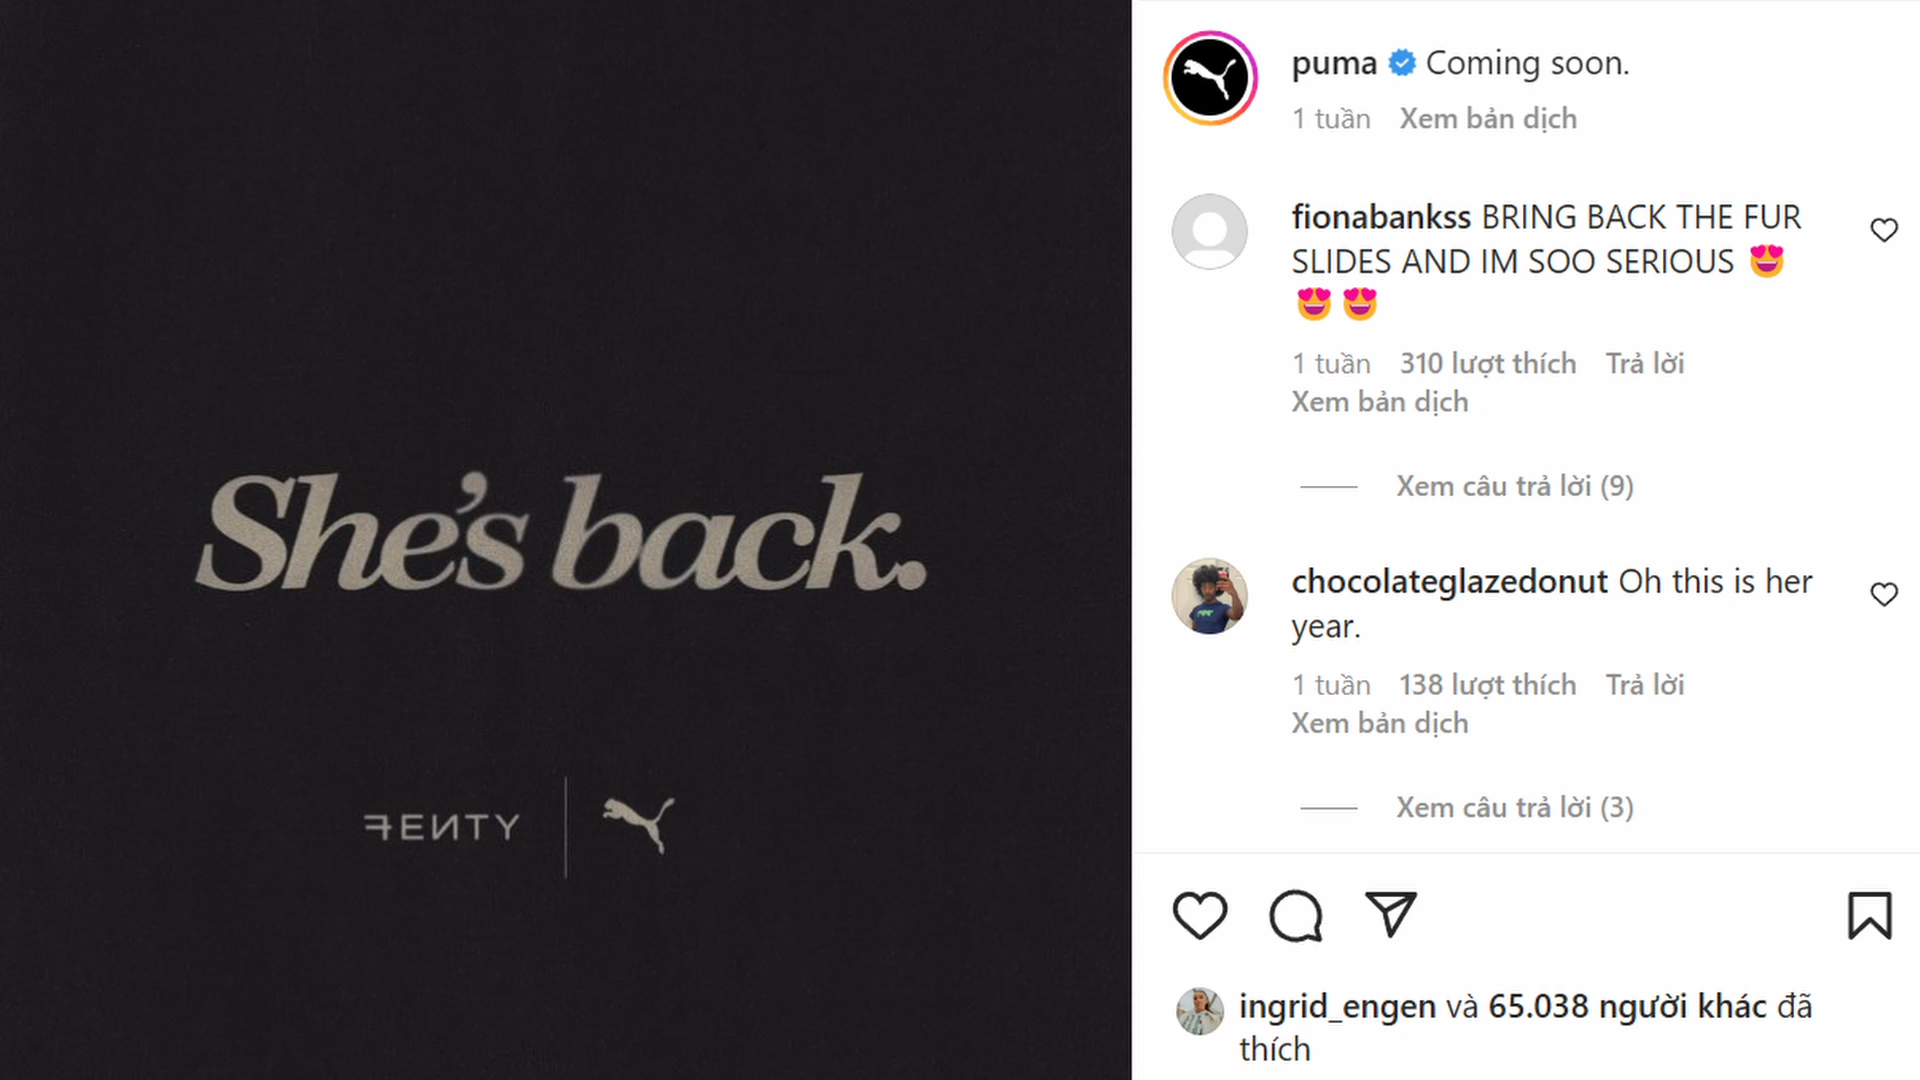 She's back.
FENTY
puma Coming soon.
1 tuần Xem bản dịch
fionabankss BRING BACK THE FUR
SLIDES AND IM SOO SERIOUS 😍
😍 😍
1 tuần 310 lượt thích Trả lời
Xem bản dịch
Xem câu trả lời (9)
chocolateglazedonut Oh this is her
year.
1 tuần 138 lượt thích Trả lời
Xem bản dịch
Xem câu trả lời (3)
ingrid_engen và 65.038 người khác đã
thích